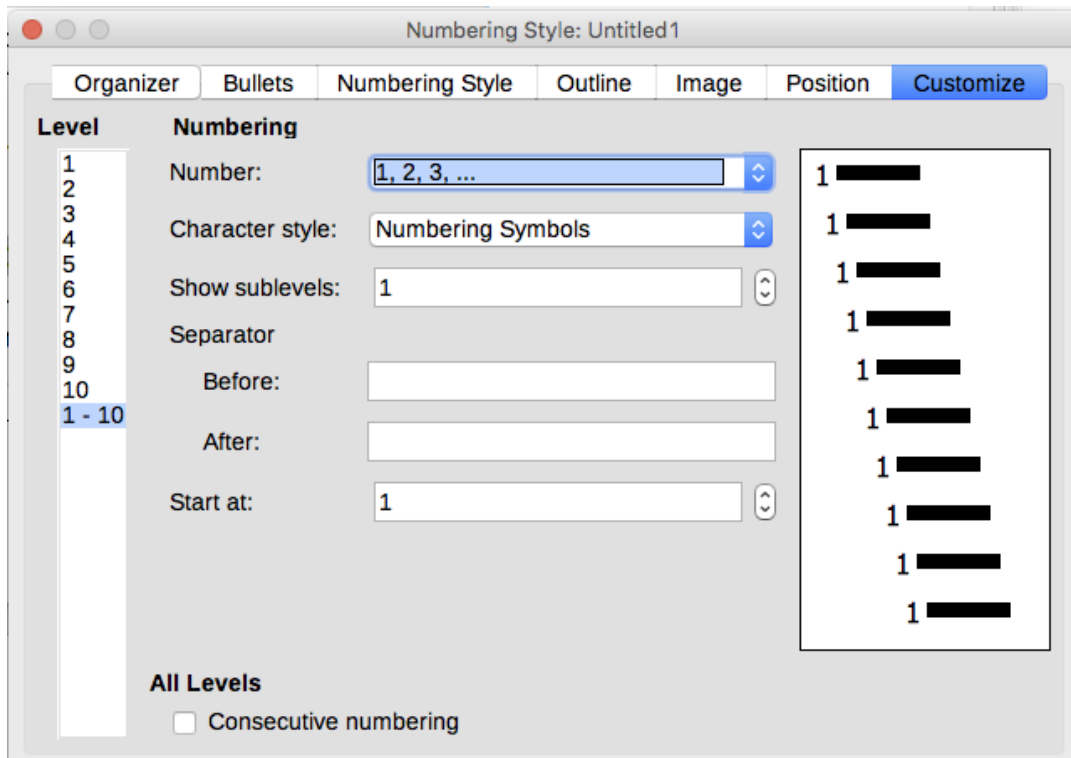 Numbering Style: Untitled1
Organizer Bullets Numbering Style Outline Image Position Customize
Level
1
2
3
4
5
6
7
8
9
10
1 - 10
Numbering
Number: 1, 2, 3, ...
Character style: Numbering Symbols
Show sublevels: 1
Separator
Before:
After:
Start at: 1
All Levels
Consecutive numbering
1
1
1
1
1
1
1
1
1
1